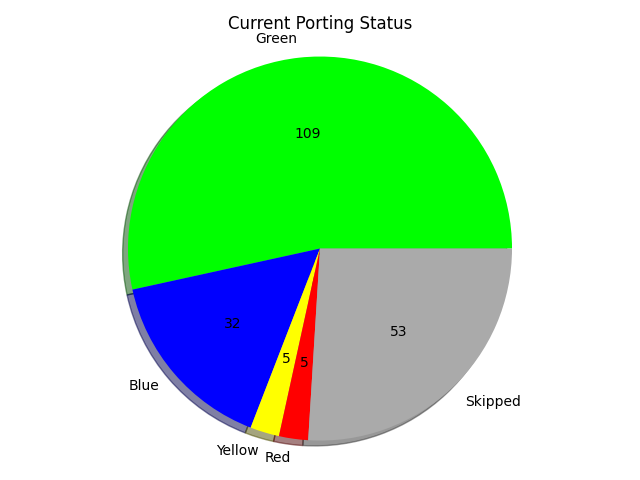 Current Porting Status
Green
109
32
5
5
53
Blue
Skipped
Yellow
Red